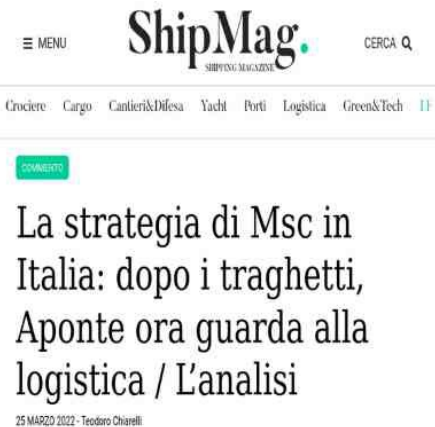 ≡ MENU
ShipMag.
SHIPPING MAGAZINE
CERCA
Crociere Cargo Cantieri&Difesa Yacht Porti Logistica Green&Tech
COMMENTO
La strategia di Msc in
Italia: dopo i traghetti,
Aponte ora guarda alla
logistica / L'analisi
25 MARZO 2022 - Teodoro Chiarelli